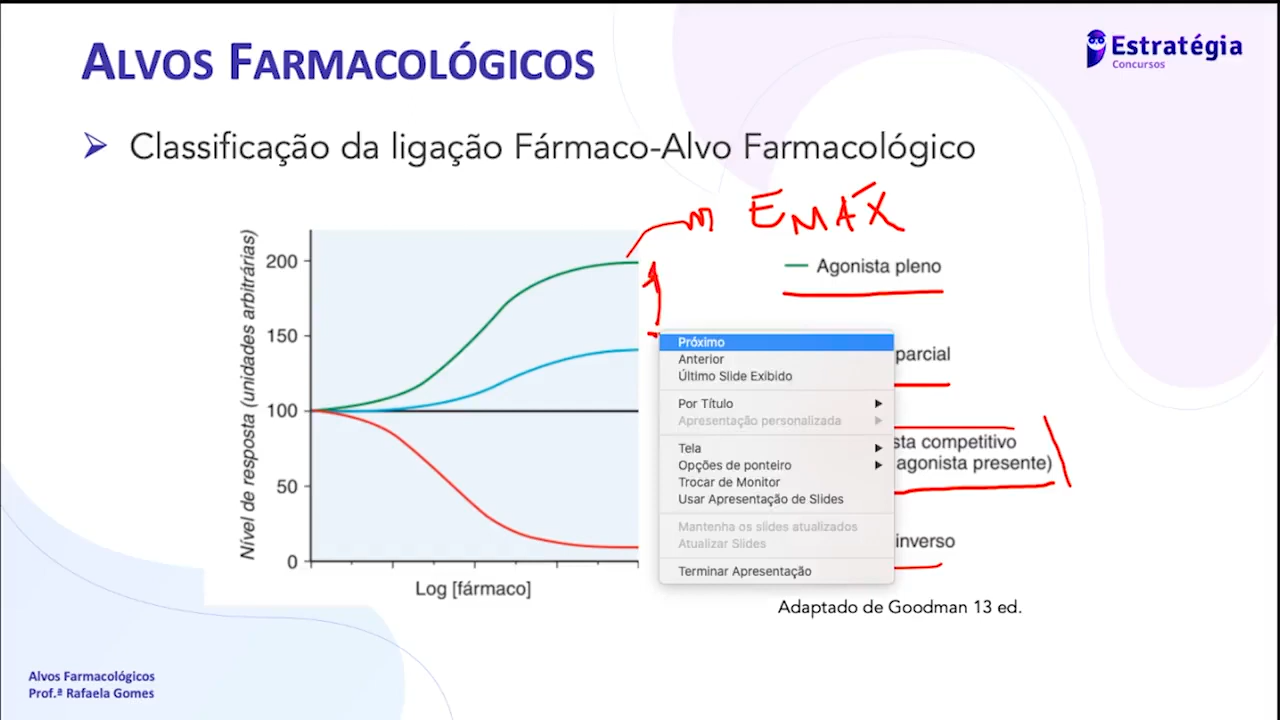 ALVOS FARMACOLÓGICOS
Estratégia
Concursos
Classificação da ligação Fármaco-Alvo Farmacológico
EMÁX
Nível de resposta (unidades arbitrárias)
200
150
100
50
0
Log [fármaco]
Agonista pleno
parcial
sta competitivo
agonista presente)
inverso
Próximo
Anterior
Último Slide Exibido
Por Título
Apresentação personalizada
Tela
Opções de ponteiro
Trocar de Monitor
Usar Apresentação de Slides
Mantenha os slides atualizados
Atualizar Slides
Terminar Apresentação
Adaptado de Goodman 13 ed.
Alvos Farmacológicos
Prof.ª Rafaela Gomes